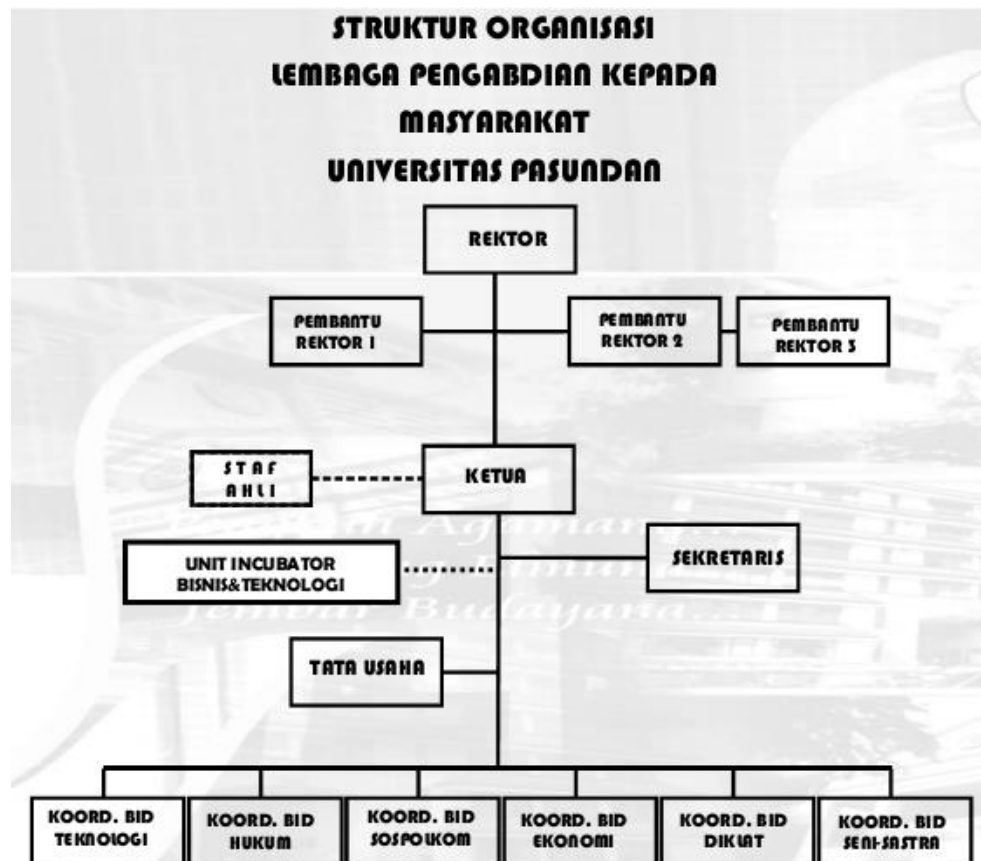 STRUKTUR ORGANISASI
LEMBAGA PENGABDIAN KEPADA
MASYARAKAT
UNIVERSITAS PASUNDAN
REKTOR
PEMBANTU
REKTOR 1
PEMBANTU
REKTOR 2
PEMBANTU
REKTOR 3
STAF
AHLI
KETUA
Agamana
UNIT INCUBATOR
BISNIS&TEKNOLOGI
SEKRETARIS
Budayana...
TATA USAHA
KOORD. BID
TEKNOLOGI
KOORD. BID
HUKUM
KOORD. BID
SOSPOLKOM
KOORD. BID
EKONOMI
KOORD. BID
DIKLAT
KOORD. BID
SENI-SASTRA